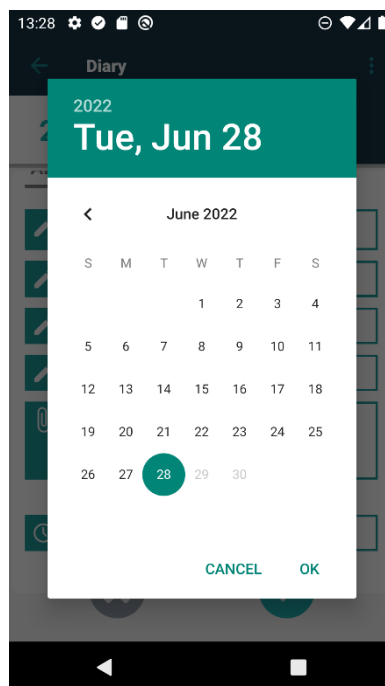 13:28
Diary
2022
Tue, Jun 28
June 2022
S M T W T F S
1 2 3 4
5 6 7 8 9 10 11
12 13 14 15 16 17 18
19 20 21 22 23 24 25
26 27 28 29 30
CANCEL OK